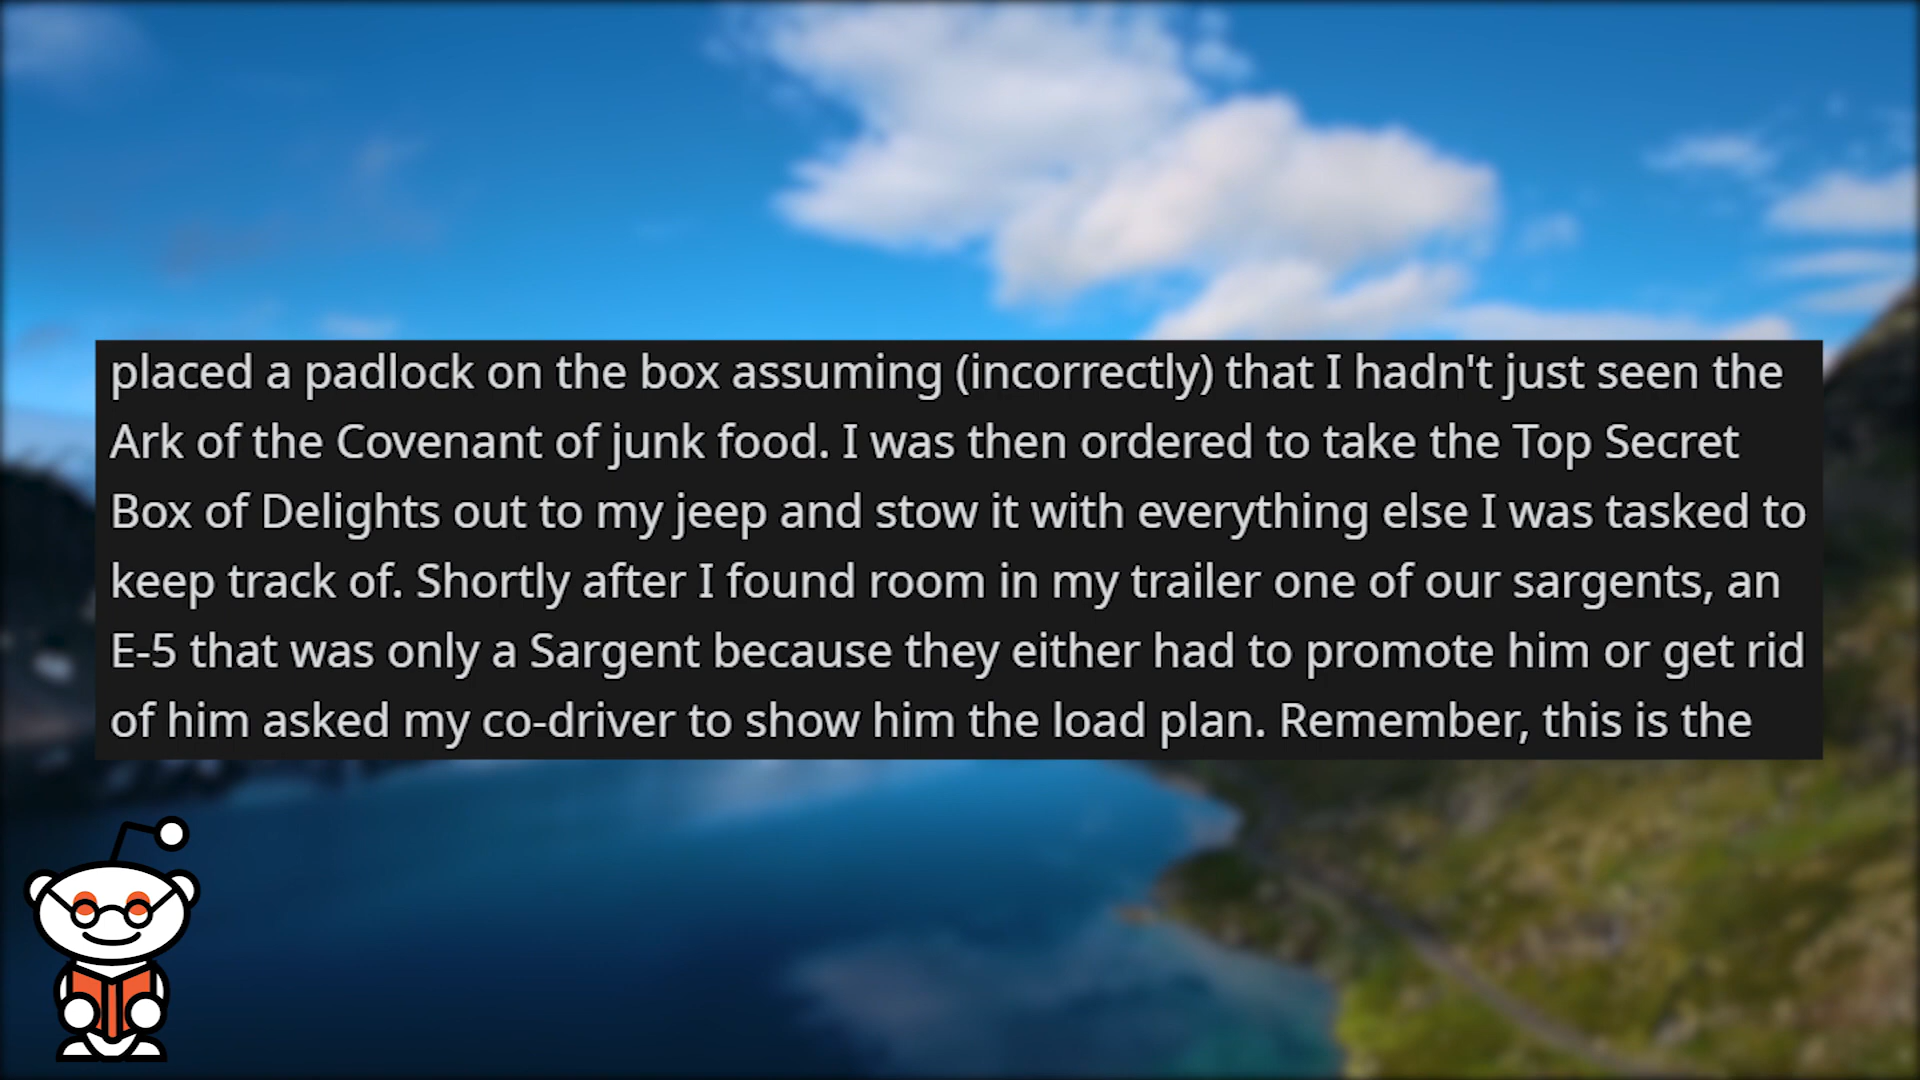 placed a padlock on the box assuming (incorrectly) that I hadn't just seen the
Ark of the Covenant of junk food. I was then ordered to take the Top Secret
Box of Delights out to my jeep and stow it with everything else I was tasked to
keep track of. Shortly after I found room in my trailer one of our sargents, an
E-5 that was only a Sargent because they either had to promote him or get rid
of him asked my co-driver to show him the load plan. Remember, this is the